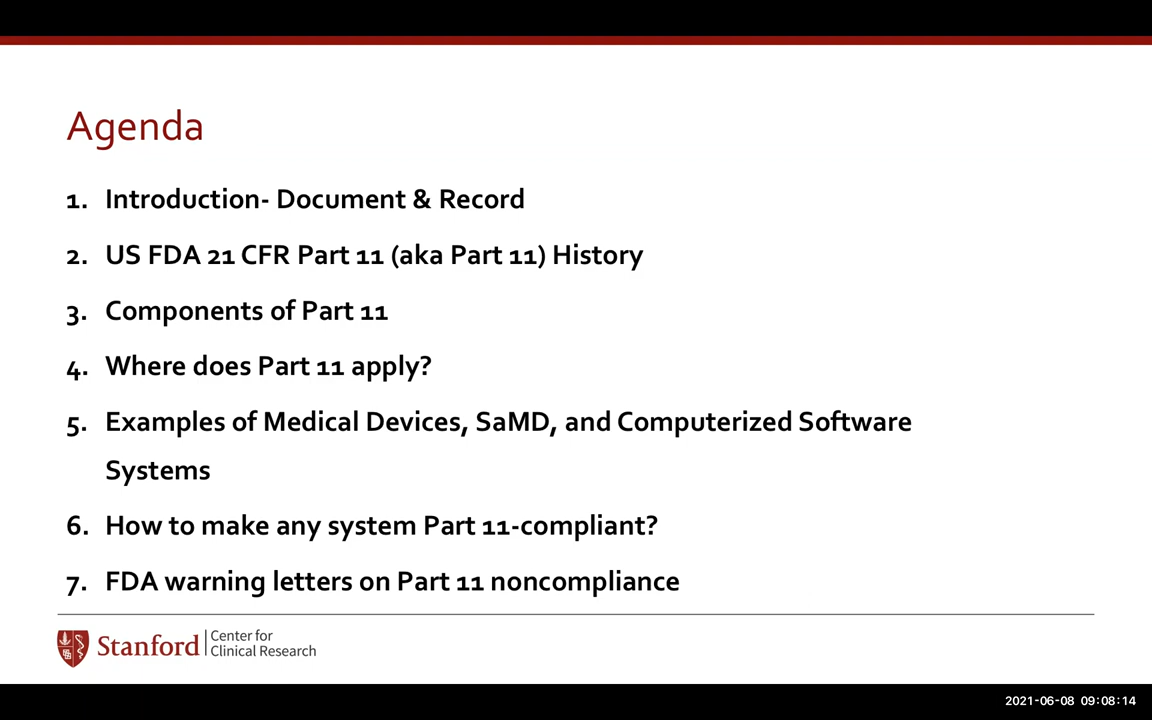 Agenda
1. Introduction- Document & Record
2. US FDA 21 CFR Part 11 (aka Part 11) History
3. Components of Part 11
4. Where does Part 11 apply?
5. Examples of Medical Devices, SaMD, and Computerized Software
Systems
6. How to make any system Part 11-compliant?
7. FDA warning letters on Part 11 noncompliance
Stanford
Center for
Clinical Research
2021-06-08 09:08:14